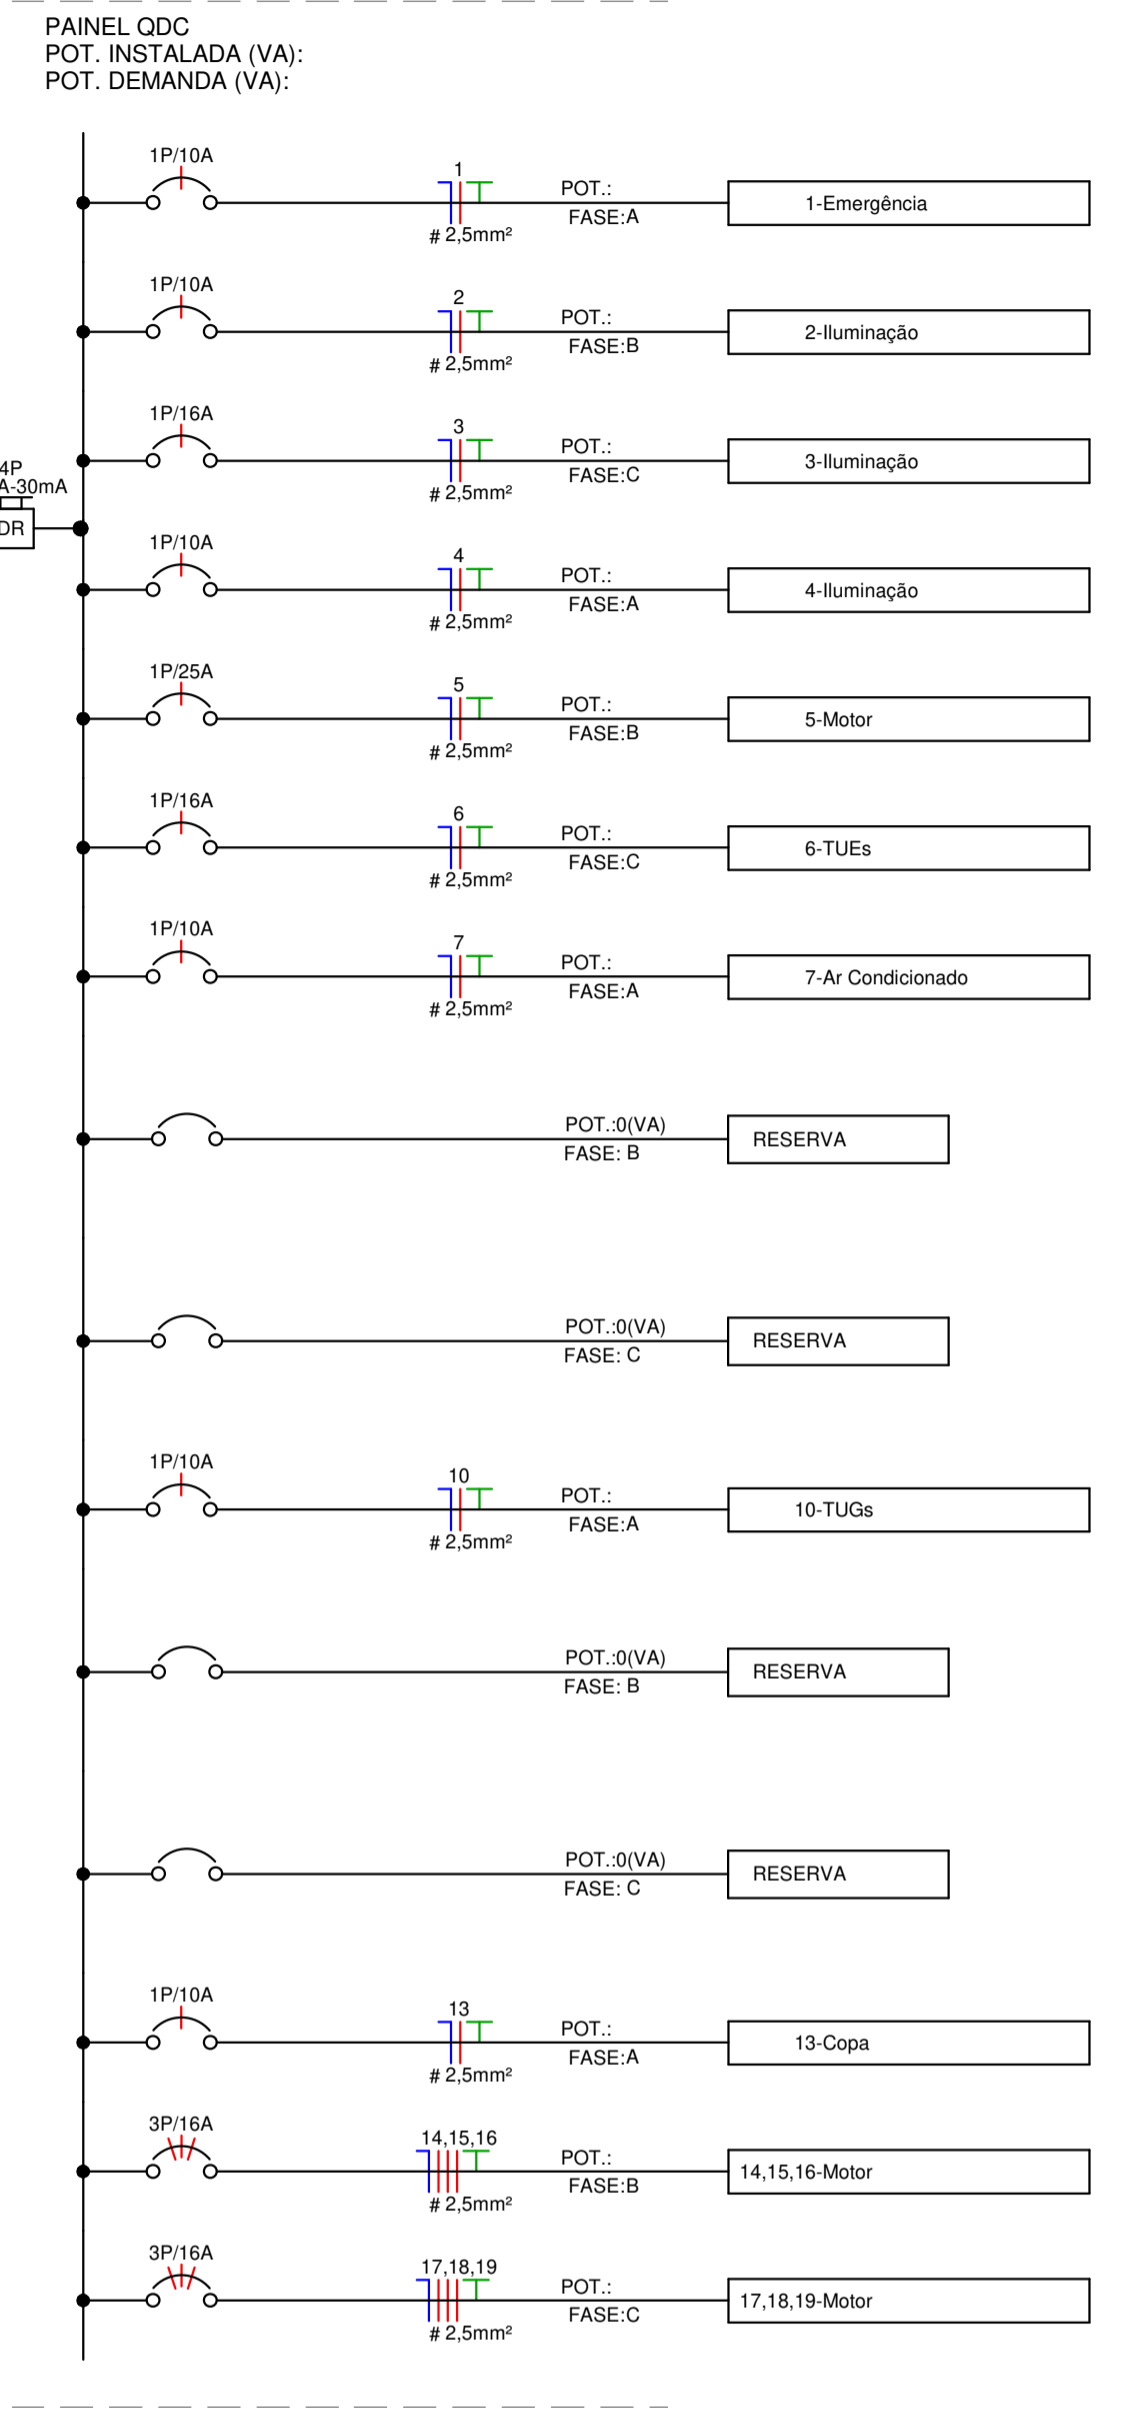 PAINEL QDC
POT. INSTALADA (VA):
POT. DEMANDA (VA):
1P/10A
1
POT.:
FASE:A
# 2,5mm²
1-Emergência
1P/10A
2
POT.:
FASE:B
# 2,5mm²
2-Iluminação
1P/16A
3
POT.:
FASE:C
# 2,5mm²
3-Iluminação
4P
A-30mA
DR
1P/10A
4
POT.:
FASE:A
# 2,5mm²
4-Iluminação
1P/25A
5
POT.:
FASE:B
# 2,5mm²
5-Motor
1P/16A
6
POT.:
FASE:C
# 2,5mm²
6-TUEs
1P/10A
7
POT.:
FASE:A
# 2,5mm²
7-Ar Condicionado
POT.:0(VA)
FASE: B
RESERVA
POT.:0(VA)
FASE: C
RESERVA
1P/10A
10
POT.:
FASE:A
# 2,5mm²
10-TUGs
POT.:0(VA)
FASE: B
RESERVA
POT.:0(VA)
FASE: C
RESERVA
1P/10A
13
POT.:
FASE:A
# 2,5mm²
13-Copa
3P/16A
14,15,16
POT.:
FASE:B
# 2,5mm²
14,15,16-Motor
3P/16A
17,18,19
POT.:
FASE:C
# 2,5mm²
17,18,19-Motor